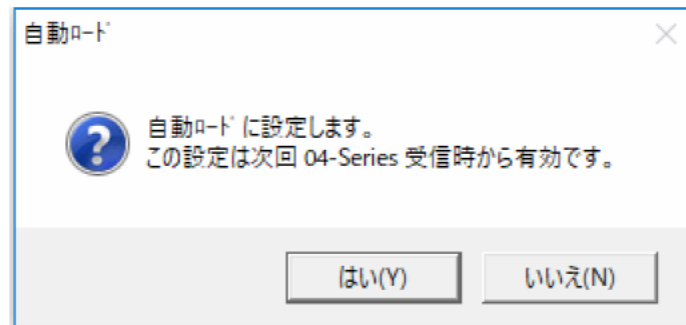 自動ﾛｰﾄﾞ
自動ﾛｰﾄﾞに設定します。
この設定は次回 04-Series 受信時から有効です。
はい(Y)
いいえ(N)